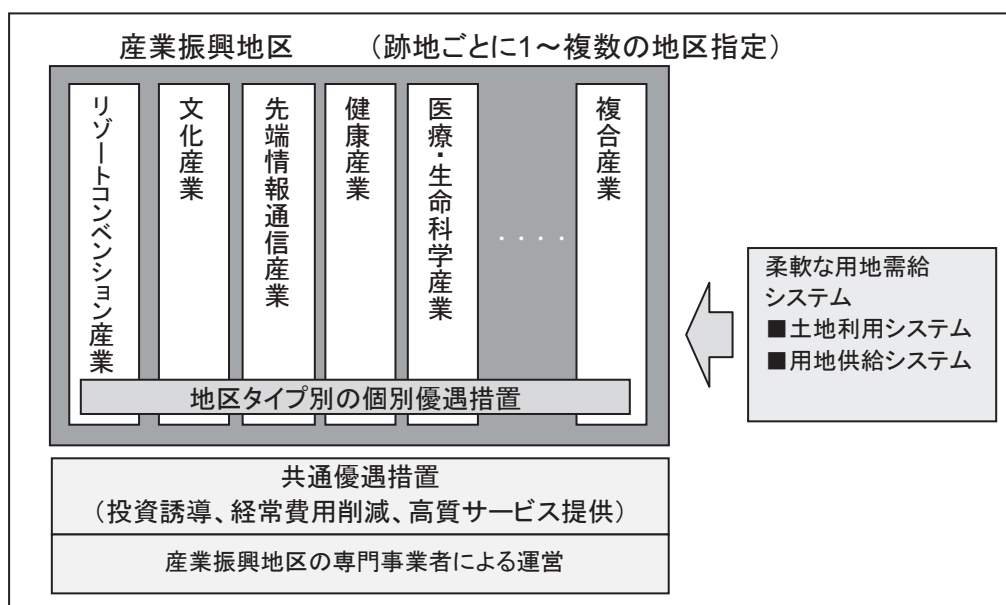 産業振興地区　　（跡地ごとに1～複数の地区指定）
リゾートコンベンション産業
文化産業
先端情報通信産業
健康産業
医療・生命科学産業
・・・・
複合産業
地区タイプ別の個別優遇措置
柔軟な用地需給
システム
■土地利用システム
■用地供給システム
共通優遇措置
（投資誘導、経常費用削減、高質サービス提供）
産業振興地区の専門事業者による運営